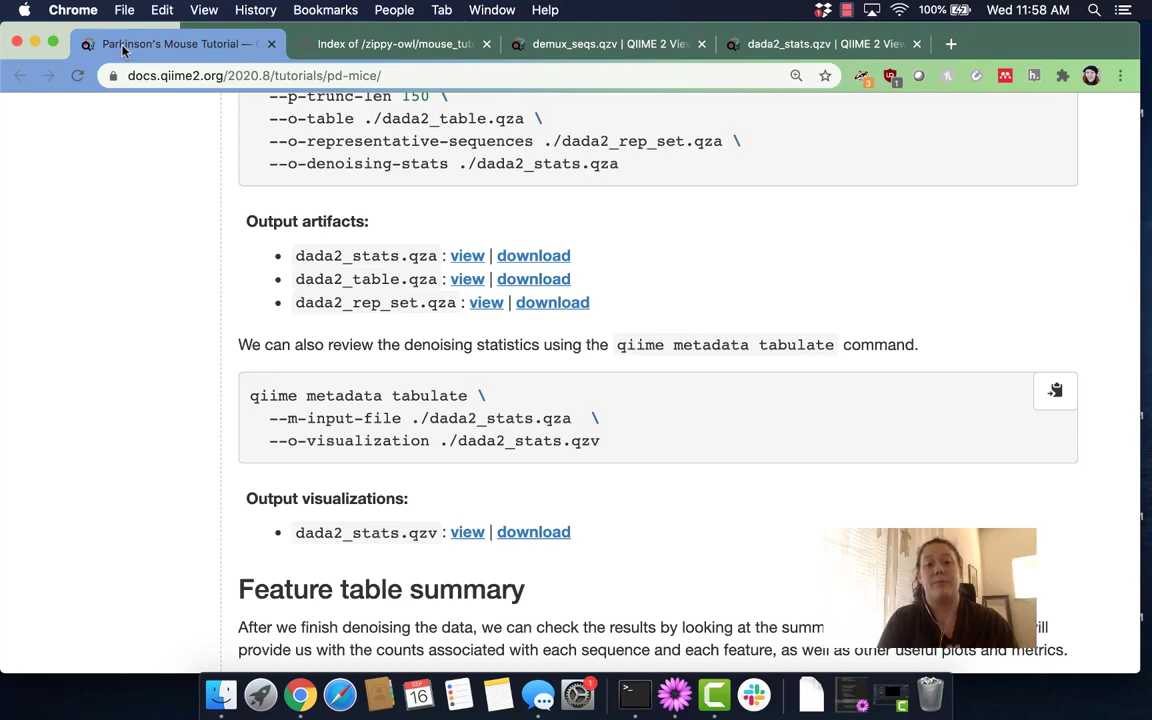 Chrome File Edit View History Bookmarks People Tab Window Help 100% Wed 11:58 AM
Parkinson's Mouse Tutorial — Index of /zippy-owl/mouse_tut demux_seqs.qzv | QIIME 2 View dada2_stats.qzv | QIIME 2 View
docs.qiime2.org/2020.8/tutorials/pd-mice/
--p-trunc-len 150 \
--o-table ./dada2_table.qza \
--o-representative-sequences ./dada2_rep_set.qza \
--o-denoising-stats ./dada2_stats.qza
Output artifacts:
• dada2_stats.qza : view | download
• dada2_table.qza : view | download
• dada2_rep_set.qza : view | download
We can also review the denoising statistics using the qiime metadata tabulate command.
qiime metadata tabulate \
--m-input-file ./dada2_stats.qza \
--o-visualization ./dada2_stats.qzv
Output visualizations:
• dada2_stats.qzv : view | download
Feature table summary
After we finish denoising the data, we can check the results by looking at the summ will
provide us with the counts associated with each sequence and each feature, as well as other useful plots and metrics.
SEP
16
1